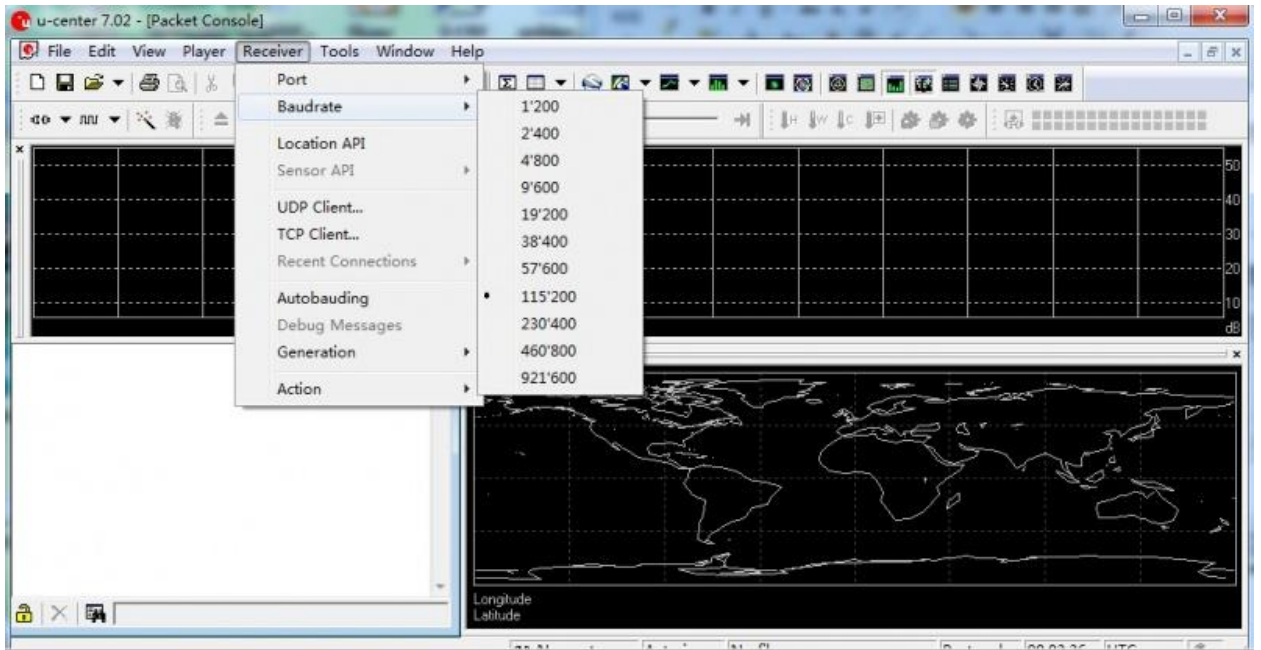 u-center 7.02 - [Packet Console]
File Edit View Player Receiver Tools Window Help
Port
Baudrate
Location API
Sensor API
UDP Client...
TCP Client...
Recent Connections
Autobauding
Debug Messages
Generation
Action
1'200
2'400
4'800
9'600
19'200
38'400
57'600
115'200
230'400
460'800
921'600
50
40
30
20
10
dB
Longitude
Latitude
UTC